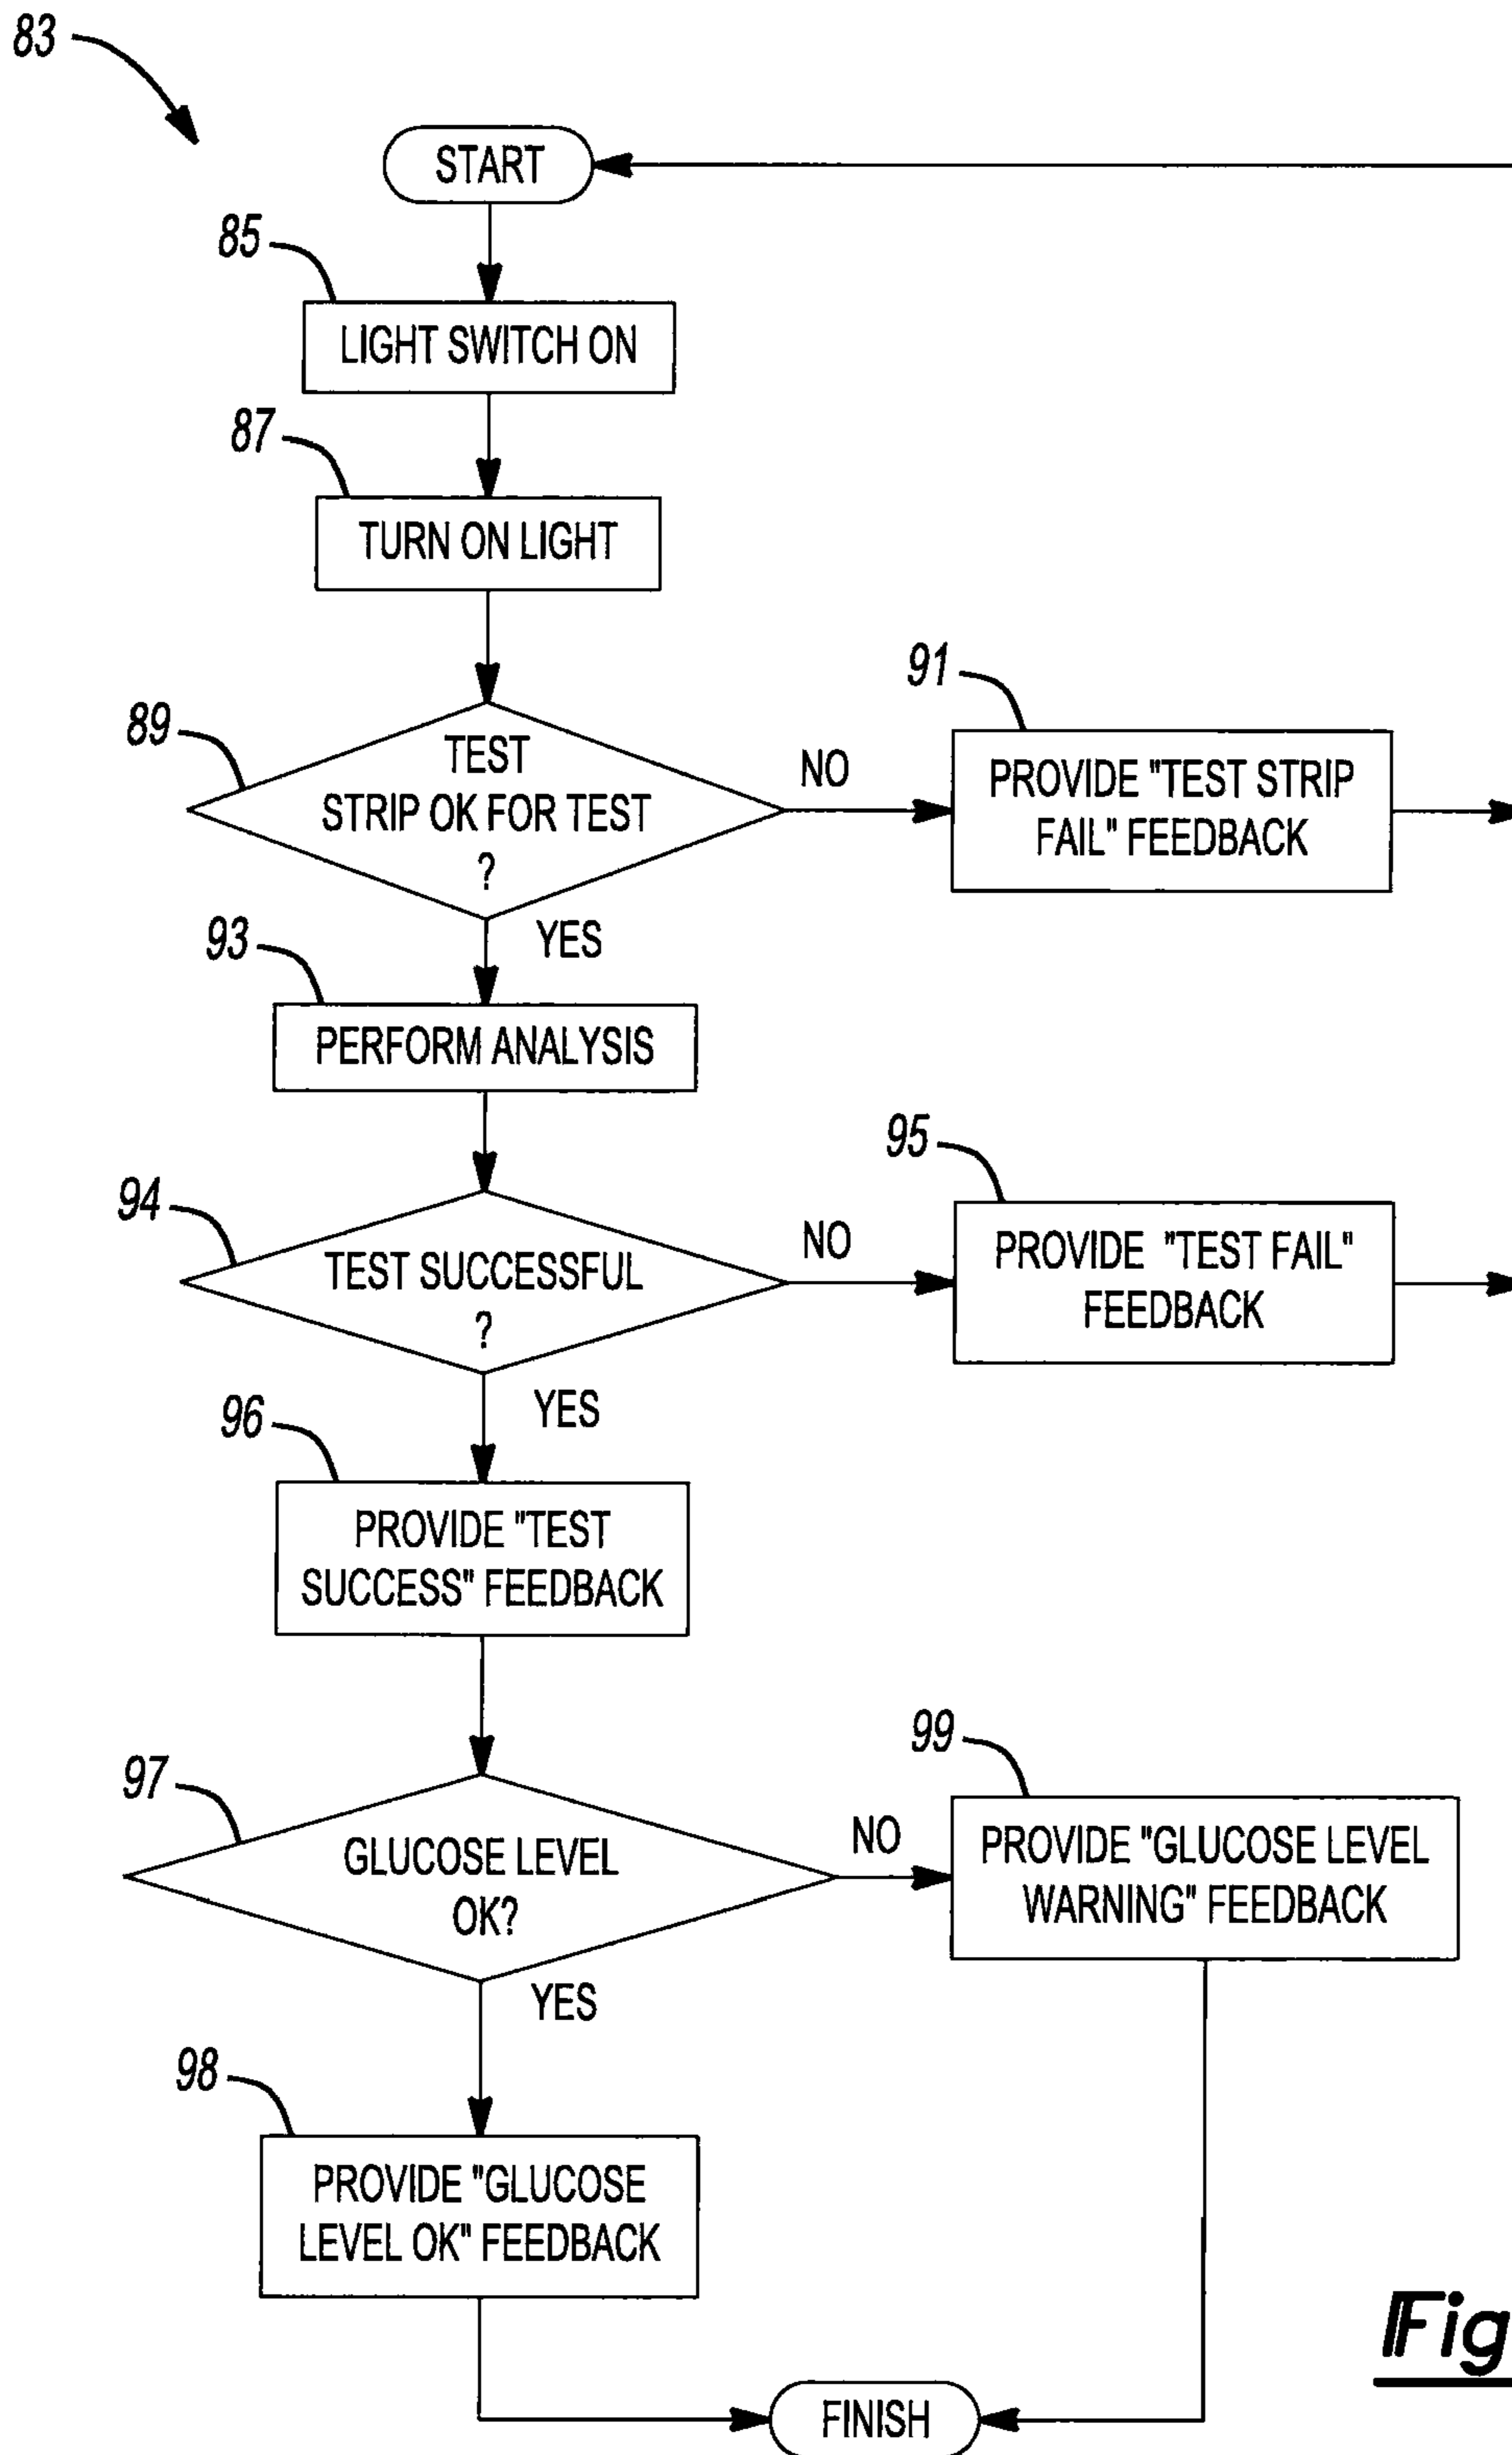 83
START
85
LIGHT SWITCH ON
87
TURN ON LIGHT
89
TEST
STRIP OK FOR TEST
?
NO
91
PROVIDE "TEST STRIP
FAIL" FEEDBACK
YES
93
PERFORM ANALYSIS
94
TEST SUCCESSFUL
?
NO
95
PROVIDE "TEST FAIL"
FEEDBACK
YES
96
PROVIDE "TEST
SUCCESS" FEEDBACK
97
GLUCOSE LEVEL
OK?
NO
99
PROVIDE "GLUCOSE LEVEL
WARNING" FEEDBACK
YES
98
PROVIDE "GLUCOSE
LEVEL OK" FEEDBACK
FINISH
Fig